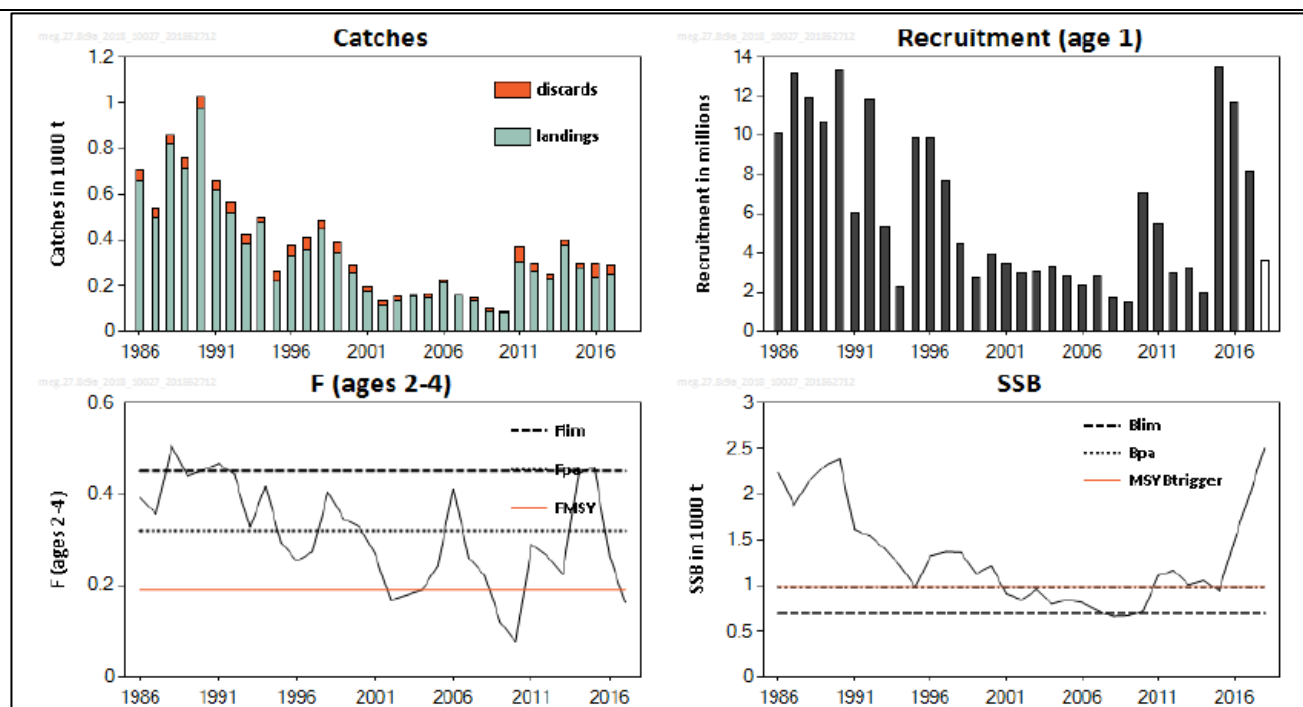 Catches
1.2
1
0.8
0.6
0.4
0.2
0
Catches in 1000 t
discards
landings
1986 1991 1996 2001 2006 2011 2016
Recruitment (age 1)
14
12
10
8
6
4
2
0
Recruitment in millions
1986 1991 1996 2001 2006 2011 2016
F (ages 2-4)
0.6
0.4
0.2
0
F (ages 2-4)
Flim
Fpa
FMSY
1986 1991 1996 2001 2006 2011 2016
SSB
3
2.5
2
1.5
1
0.5
0
SSB in 1000 t
Blim
Bpa
MSYBtrigger
1986 1991 1996 2001 2006 2011 2016